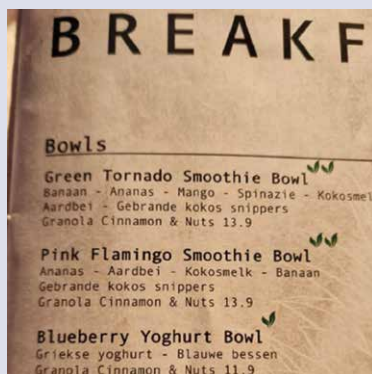 BREAKF
Bowls
Green Tornado Smoothie Bowl
Banaan - Ananas - Mango - Spinazie - Kokosmel
Aardbei - Gebrande kokos snippers
Granola Cinnamon & Nuts 13.9
Pink Flamingo Smoothie Bowl
Ananas - Aardbei - Kokosmelk - Banaan
Gebrande kokos snippers
Granola Cinnamon & Nuts 13.9
Blueberry Yoghurt Bowl
Griekse yoghurt - Blauwe bessen
Granola Cinnamon & Nuts 11.9